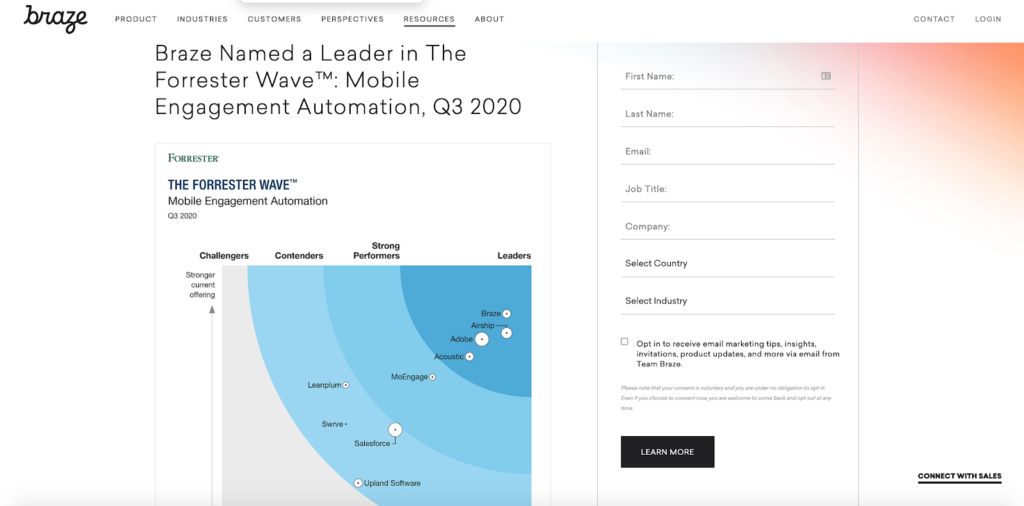 braze
PRODUCT INDUSTRIES CUSTOMERS PERSPECTIVES RESOURCES ABOUT CONTACT LOGIN
Braze Named a Leader in The
Forrester Wave™: Mobile
Engagement Automation, Q3 2020
FORRESTER®
THE FORRESTER WAVE™
Mobile Engagement Automation
Q3 2020
Challengers Contenders Strong Performers Leaders
Stronger
current
offering
Braze
Airship
Adobe
Acoustic
MoEngage
Leanplum
Swrve
Salesforce
Upland Software
First Name:
Last Name:
Email:
Job Title:
Company:
Select Country
Select Industry
Opt in to receive email marketing tips, insights,
invitations, product updates, and more via email from
Team Braze.
Please note that your consent is voluntary and you are under no obligation to opt in.
Even if you choose to consent now, you are welcome to come back and opt out at any
time.
LEARN MORE
CONNECT WITH SALES